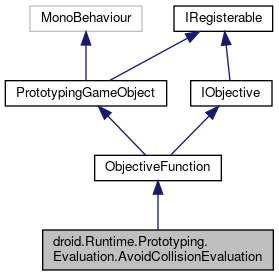 MonoBehaviour
IRegisterable
PrototypingGameObject
IObjective
ObjectiveFunction
droid.Runtime.Prototyping.
Evaluation.AvoidCollisionEvaluation